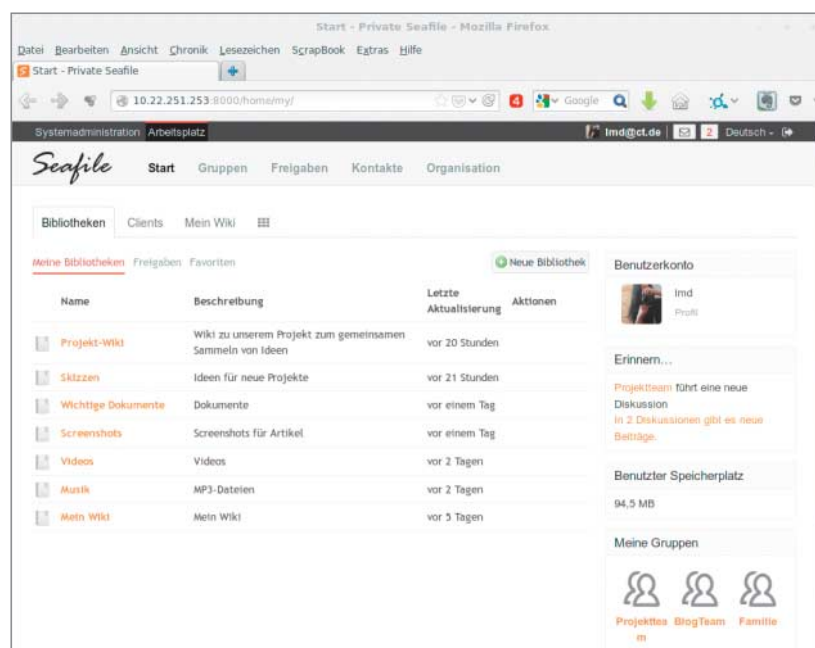 Start - Private Seafile - Mozilla Firefox
Datei Bearbeiten Ansicht Chronik Lesezeichen ScrapBook Extras Hilfe
Start - Private Seafile
10.22.251.253:8000/home/my/
4
Google
Systemadministration Arbeitsplatz
lmd@ct.de
2
Deutsch
Seafile
Start Gruppen Freigaben Kontakte Organisation
Bibliotheken Clients Mein Wiki
Meine Bibliotheken Freigaben Favoriten
Neue Bibliothek
Name Beschreibung Letzte Aktualisierung Aktionen
Projekt-Wiki Wiki zu unserem Projekt zum gemeinsamen Sammeln von Ideen vor 20 Stunden
Skizzen Ideen für neue Projekte vor 21 Stunden
Wichtige Dokumente Dokumente vor einem Tag
Screenshots Screenshots für Artikel vor einem Tag
Videos Videos vor 2 Tagen
Musik MP3-Dateien vor 2 Tagen
Mein Wiki Mein Wiki vor 5 Tagen
Benutzerkonto
lmd
Profil
Erinnern...
Projektteam führt eine neue
Diskussion
In 2 Diskussionen gibt es neue
Beiträge.
Benutzter Speicherplatz
94,5 MB
Meine Gruppen
Projekttea
m
BlogTeam
Familie